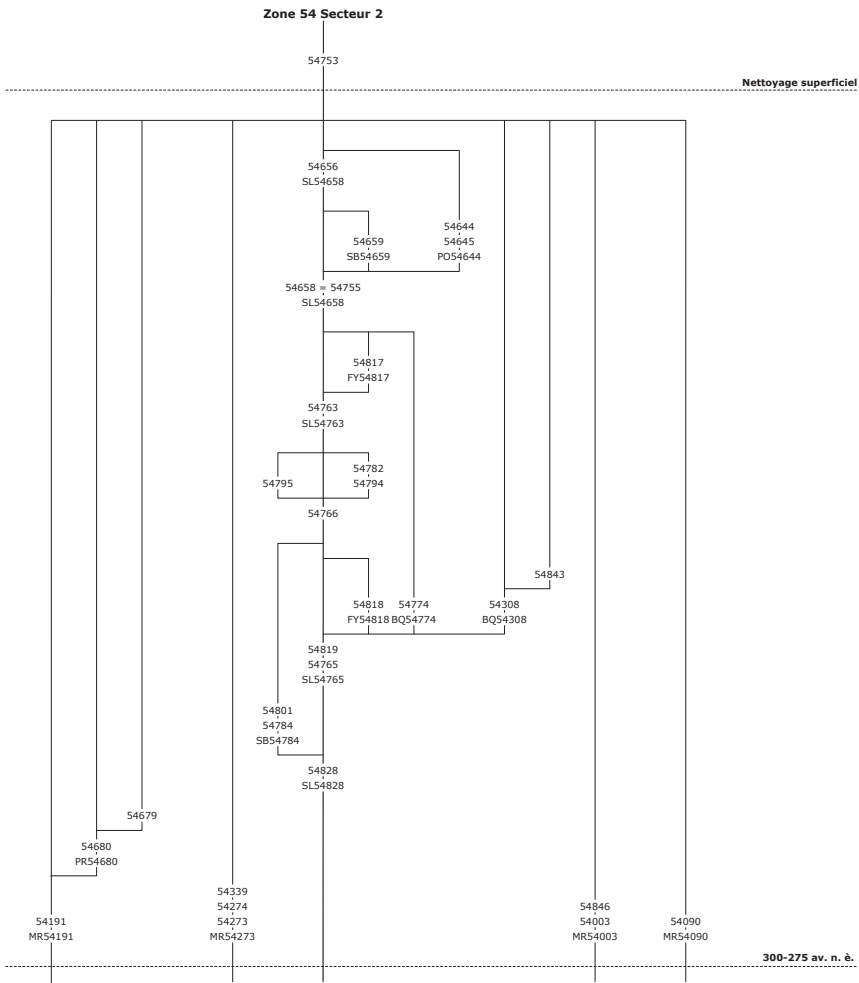 Zone 54 Secteur 2
54753
Nettoyage superficiel
54656
SL54658
54644
54645
PO54644
54659
SB54659
54658 = 54755
SL54658
54817
FY54817
54763
SL54763
54795
54782
54794
54766
54843
54818
FY54818
54774
BQ54774
54308
BQ54308
54819
54765
SL54765
54801
54784
SB54784
54828
SL54828
54679
54680
PR54680
54339
54274
54273
MR54273
54846
54003
MR54003
54191
MR54191
54090
MR54090
300-275 av. n. è.